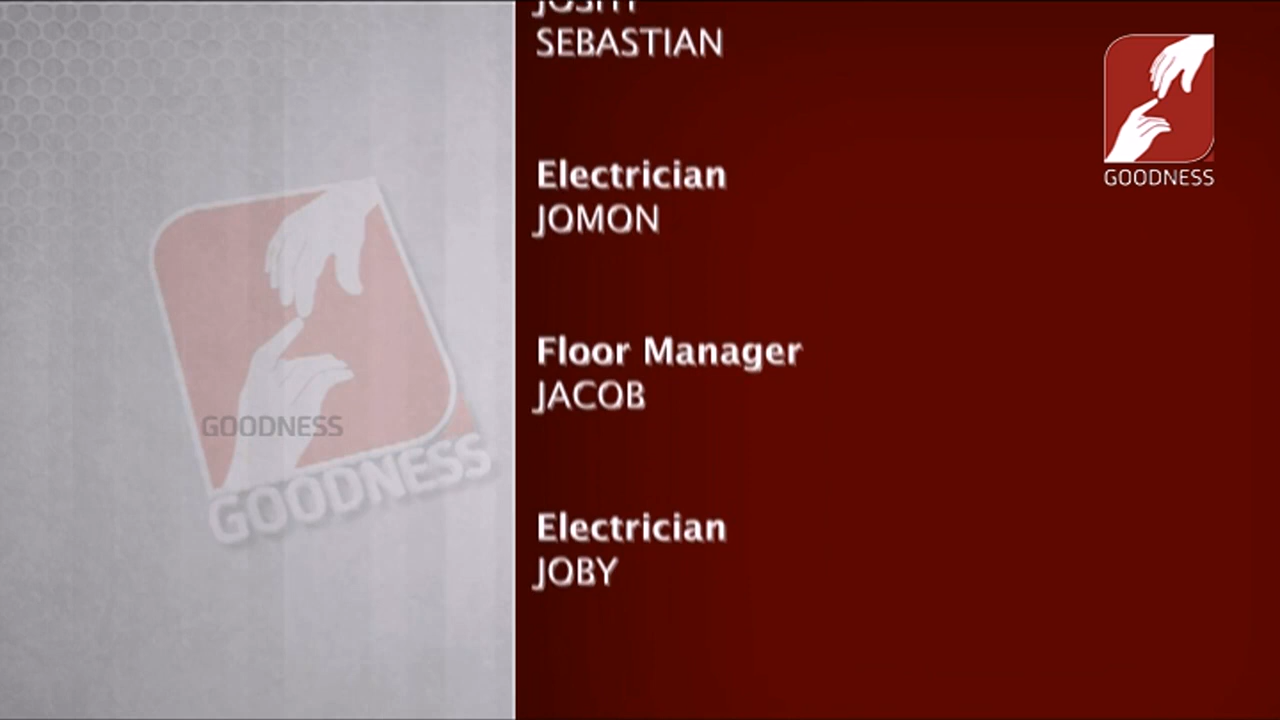 SEBASTIAN
Electrician
JOMON
Floor Manager
JACOB
Electrician
JOBY
GOODNESS
GOODNESS
GOODNESS